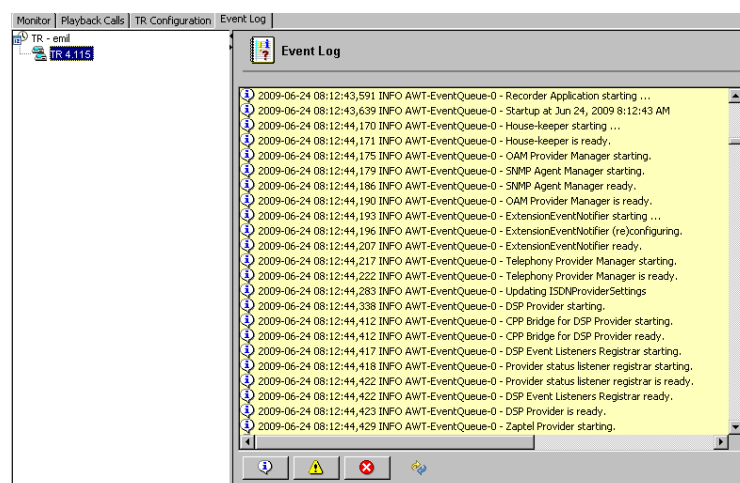 Monitor Playback Calls TR Configuration Event Log
TR - emil
TR 4.115
Event Log
2009-06-24 08:12:43,591 INFO AWT-EventQueue-0 - Recorder Application starting ...
2009-06-24 08:12:43,639 INFO AWT-EventQueue-0 - Startup at Jun 24, 2009 8:12:43 AM
2009-06-24 08:12:44,170 INFO AWT-EventQueue-0 - House-keeper starting ...
2009-06-24 08:12:44,171 INFO AWT-EventQueue-0 - House-keeper is ready.
2009-06-24 08:12:44,175 INFO AWT-EventQueue-0 - OAM Provider Manager starting.
2009-06-24 08:12:44,179 INFO AWT-EventQueue-0 - SNMP Agent Manager starting.
2009-06-24 08:12:44,186 INFO AWT-EventQueue-0 - SNMP Agent Manager ready.
2009-06-24 08:12:44,190 INFO AWT-EventQueue-0 - OAM Provider Manager is ready.
2009-06-24 08:12:44,193 INFO AWT-EventQueue-0 - ExtensionEventNotifier starting ...
2009-06-24 08:12:44,196 INFO AWT-EventQueue-0 - ExtensionEventNotifier (re)configuring.
2009-06-24 08:12:44,207 INFO AWT-EventQueue-0 - ExtensionEventNotifier ready.
2009-06-24 08:12:44,217 INFO AWT-EventQueue-0 - Telephony Provider Manager starting.
2009-06-24 08:12:44,222 INFO AWT-EventQueue-0 - Telephony Provider Manager is ready.
2009-06-24 08:12:44,283 INFO AWT-EventQueue-0 - Updating ISDNProviderSettings
2009-06-24 08:12:44,338 INFO AWT-EventQueue-0 - DSP Provider starting.
2009-06-24 08:12:44,412 INFO AWT-EventQueue-0 - CPP Bridge for DSP Provider starting.
2009-06-24 08:12:44,412 INFO AWT-EventQueue-0 - CPP Bridge for DSP Provider ready.
2009-06-24 08:12:44,417 INFO AWT-EventQueue-0 - DSP Event Listeners Registrar starting.
2009-06-24 08:12:44,418 INFO AWT-EventQueue-0 - Provider status listener registrar starting.
2009-06-24 08:12:44,422 INFO AWT-EventQueue-0 - Provider status listener registrar is ready.
2009-06-24 08:12:44,422 INFO AWT-EventQueue-0 - DSP Event Listeners Registrar ready.
2009-06-24 08:12:44,423 INFO AWT-EventQueue-0 - DSP Provider is ready.
2009-06-24 08:12:44,429 INFO AWT-EventQueue-0 - Zaptel Provider starting.